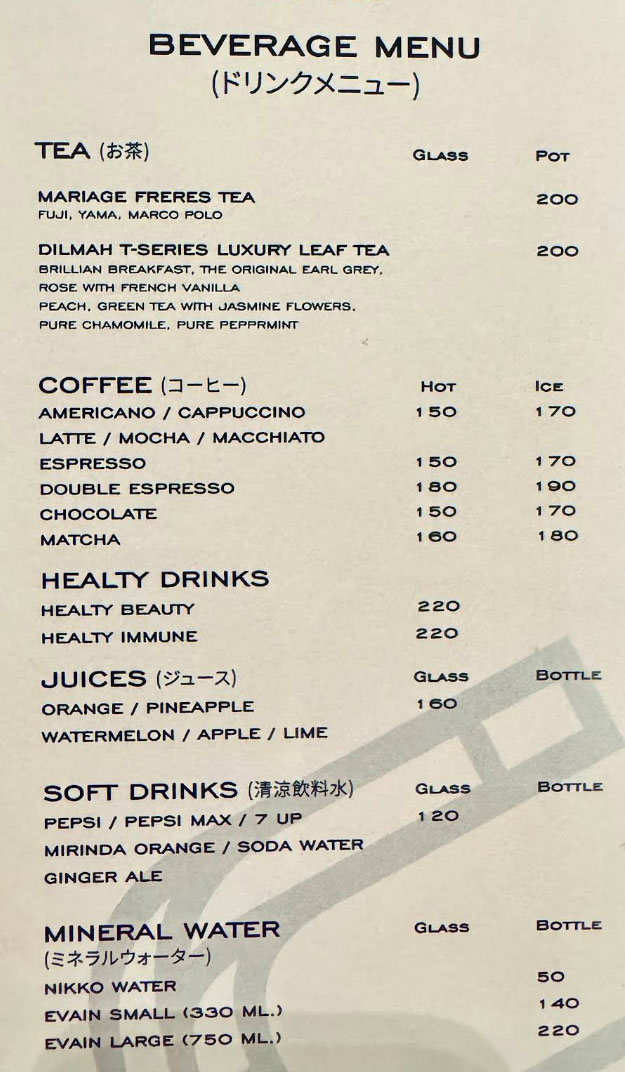 BEVERAGE MENU
(ドリンクメニュー)
TEA (お茶) GLASS POT
MARIAGE FRERES TEA 200
FUJI, YAMA, MARCO POLO
DILMAH T-SERIES LUXURY LEAF TEA 200
BRILLIAN BREAKFAST, THE ORIGINAL EARL GREY,
ROSE WITH FRENCH VANILLA
PEACH, GREEN TEA WITH JASMINE FLOWERS,
PURE CHAMOMILE, PURE PEPPRMINT
COFFEE (コーヒー) HOT ICE
AMERICANO / CAPPUCCINO 150 170
LATTE / MOCHA / MACCHIATO
ESPRESSO 150 170
DOUBLE ESPRESSO 180 190
CHOCOLATE 150 170
MATCHA 160 180
HEALTY DRINKS
HEALTY BEAUTY 220
HEALTY IMMUNE 220
JUICES (ジュース) GLASS BOTTLE
ORANGE / PINEAPPLE 160
WATERMELON / APPLE / LIME
SOFT DRINKS (清涼飲料水) GLASS BOTTLE
PEPSI / PEPSI MAX / 7 UP 120
MIRINDA ORANGE / SODA WATER
GINGER ALE
MINERAL WATER GLASS BOTTLE
(ミネラルウォーター)
NIKKO WATER 50
EVAIN SMALL (330 ML.) 140
EVAIN LARGE (750 ML.) 220